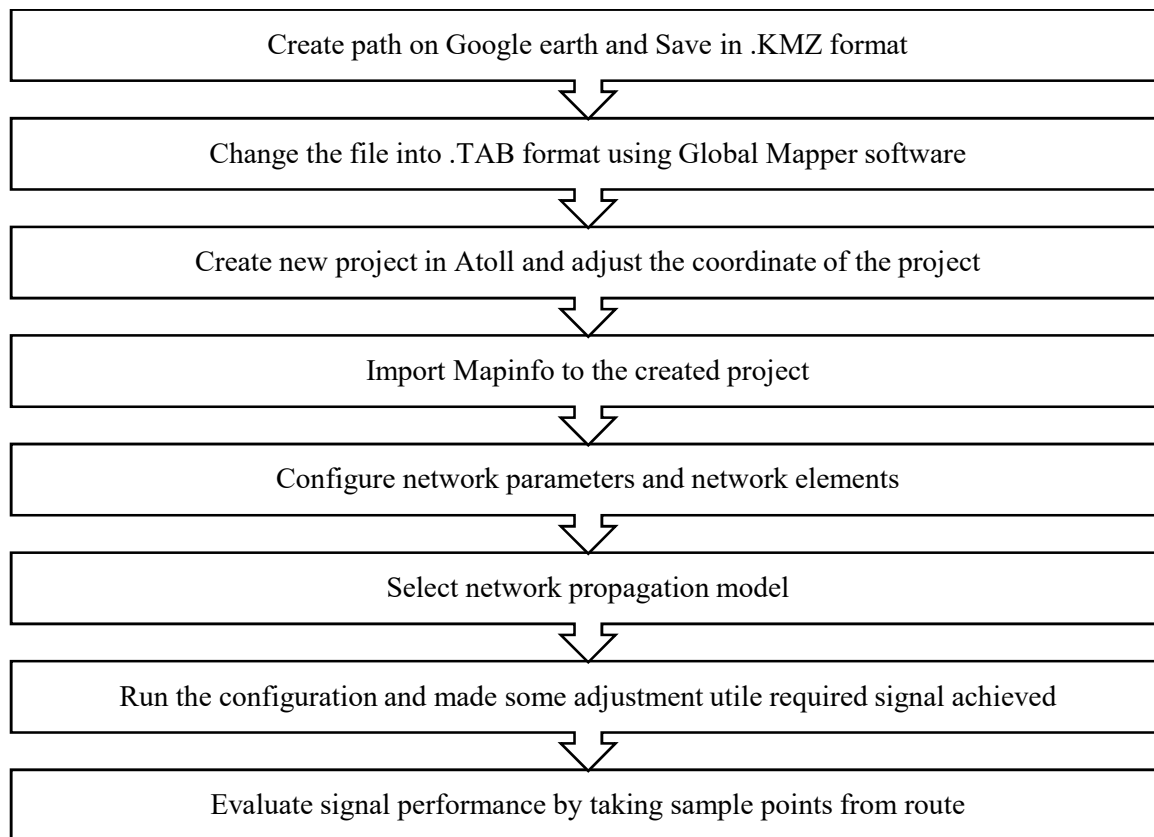 Create path on Google earth and Save in .KMZ format
Change the file into .TAB format using Global Mapper software
Create new project in Atoll and adjust the coordinate of the project
Import Mapinfo to the created project
Configure network parameters and network elements
Select network propagation model
Run the configuration and made some adjustment utile required signal achieved
Evaluate signal performance by taking sample points from route